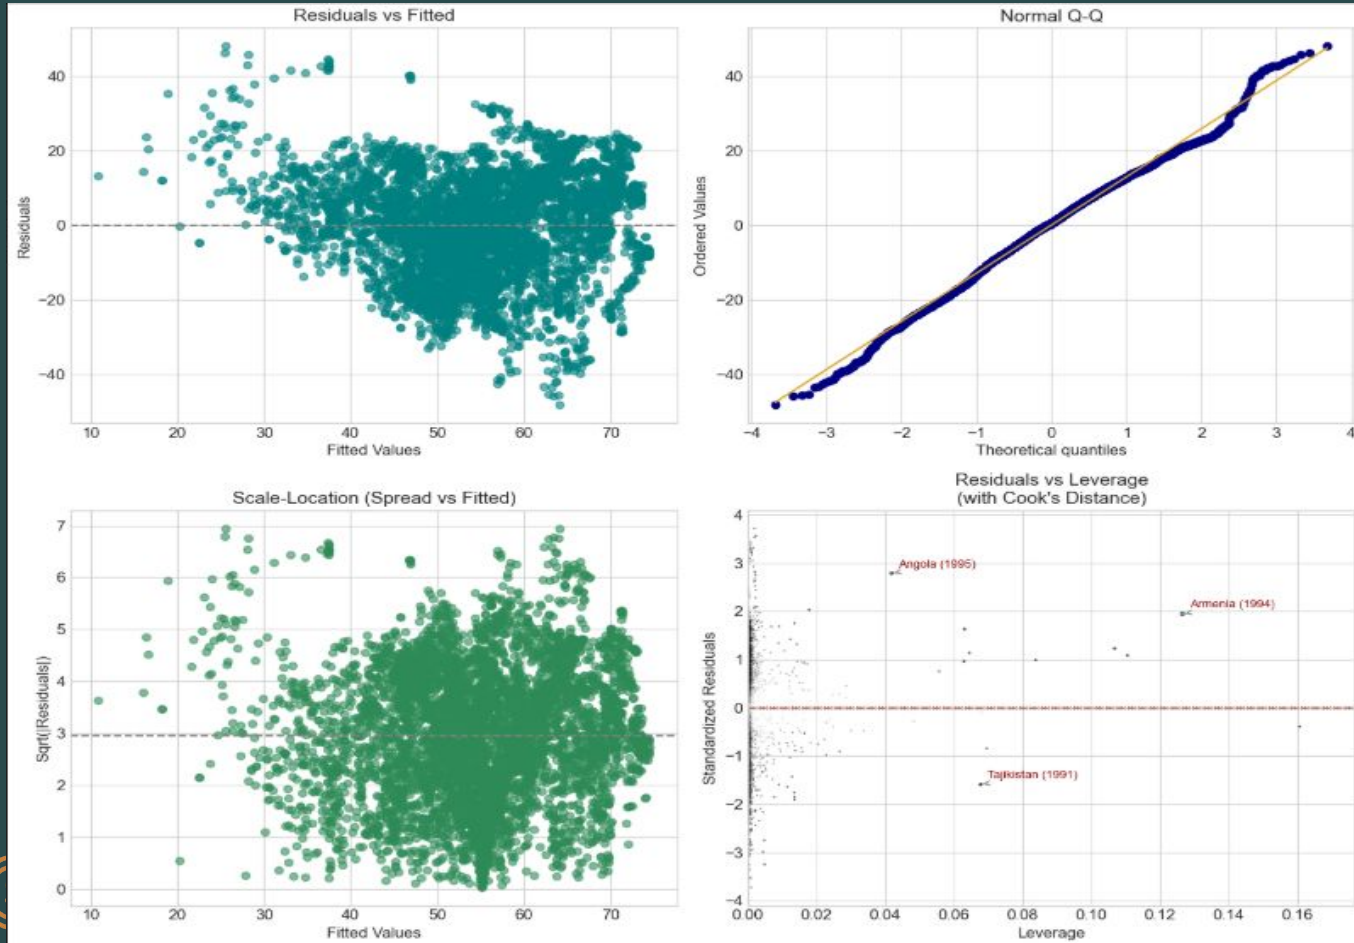 Residuals vs Fitted
Residuals
40
20
0
−20
−40
10 20 30 40 50 60 70
Fitted Values
Normal Q-Q
Ordered Values
40
20
0
−20
−40
−4 −3 −2 −1 0 1 2 3 4
Theoretical quantiles
Scale-Location (Spread vs Fitted)
Sqrt(|Residuals|)
7
6
5
4
3
2
1
0
10 20 30 40 50 60 70
Fitted Values
Residuals vs Leverage
(with Cook's Distance)
Standardized Residuals
4
3
2
1
0
−1
−2
−3
−4
Angola (1995)
Armenia (1994)
Tajikistan (1991)
0.00 0.02 0.04 0.06 0.08 0.10 0.12 0.14 0.16
Leverage